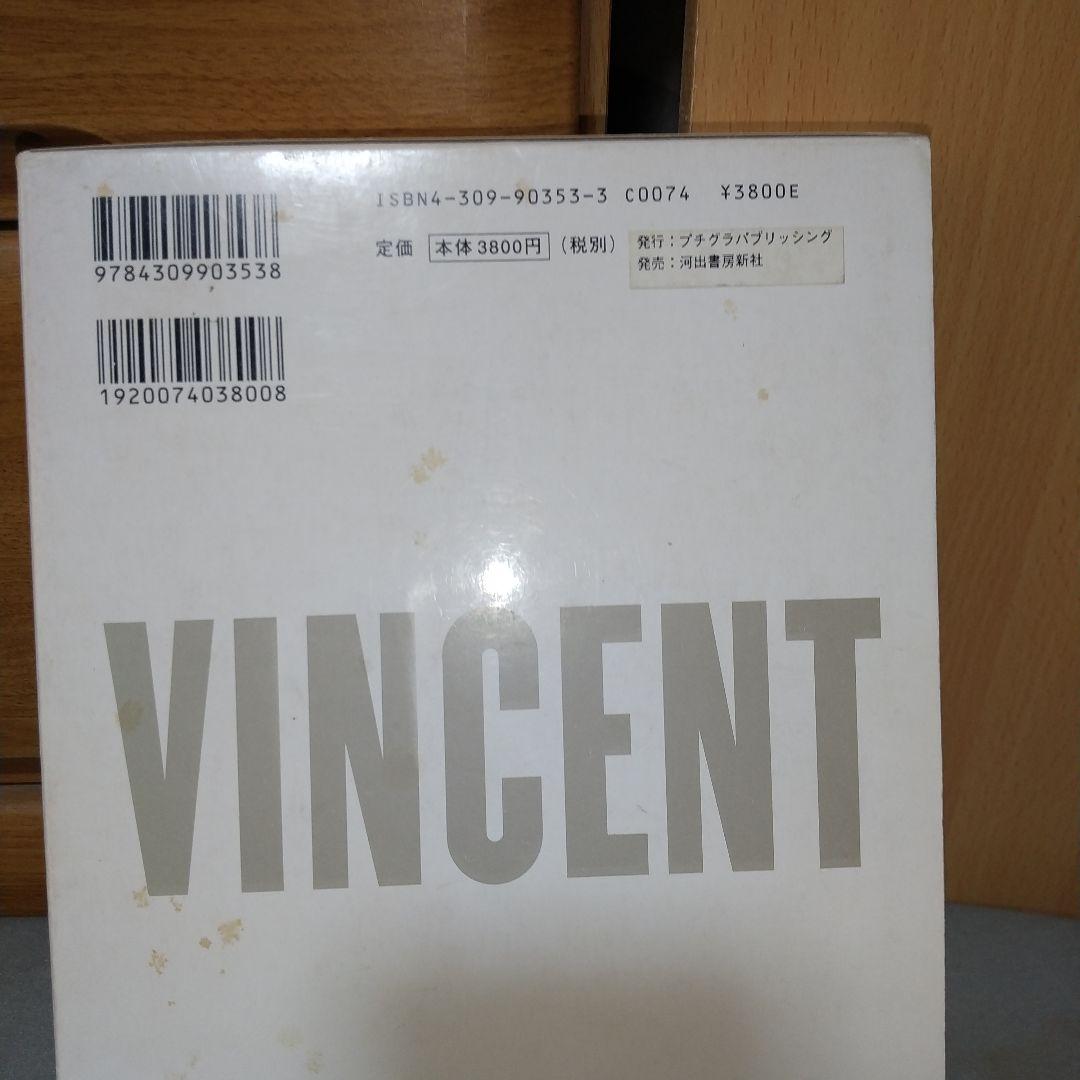 ISBN4-309-90353-3 C0074 ¥3800E
定価 本体3800円 (税別)
発行：プチグラパブリッシング
発売：河出書房新社
9784309903538
1920074038008
VINCENT